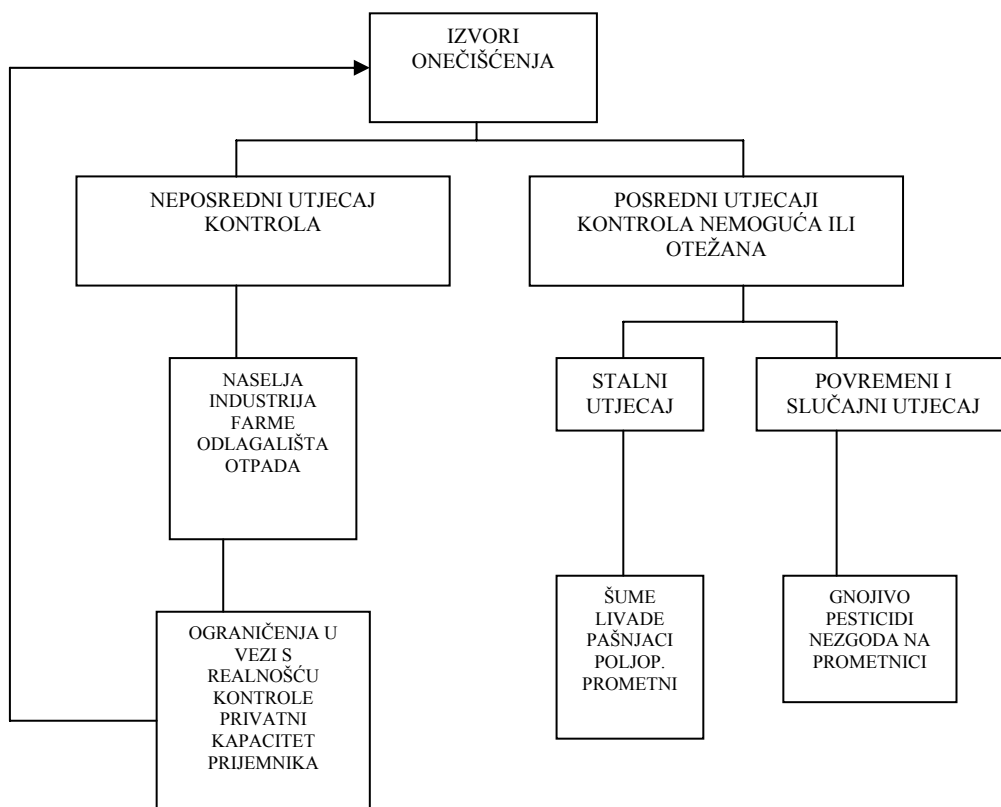 IZVORI
ONEČIŠĆENJA
NEPOSREDNI UTJECAJ
KONTROLA
POSREDNI UTJECAJI
KONTROLA NEMOGUĆA ILI
OTEŽANA
NASELJA
INDUSTRIJA
FARME
ODLAGALIŠTA
OTPADA
STALNI
UTJECAJ
POVREMENI I
SLUČAJNI UTJECAJ
OGRANIČENJA U
VEZI S
REALNOŠĆU
KONTROLE
PRIVATNI
KAPACITET
PRIJEMNIKA
ŠUME
LIVADE
PAŠNJACI
POLJOP.
PROMETNI
GNOJIVO
PESTICIDI
NEZGODA NA
PROMETNICI